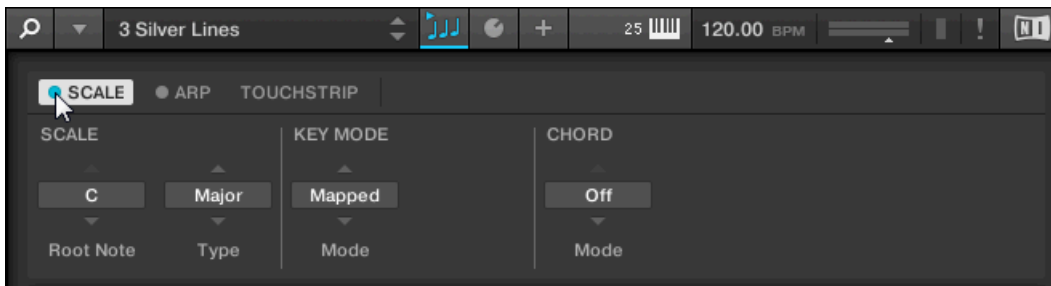 3 Silver Lines 25 120.00 BPM ! NI
SCALE ARP TOUCHSTRIP
SCALE KEY MODE CHORD
C Major Mapped Off
Root Note Type Mode Mode